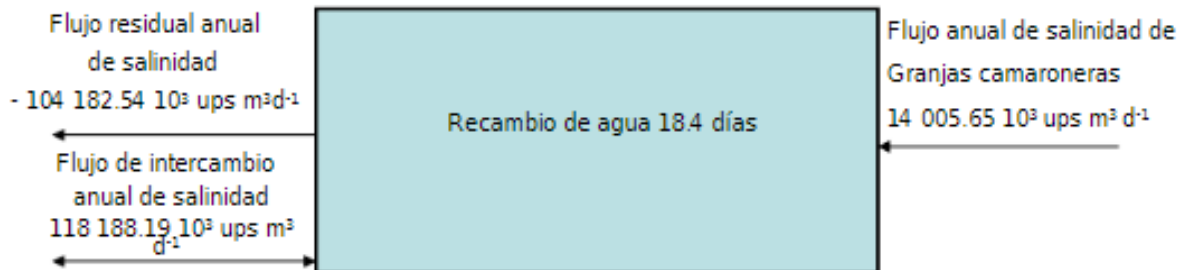 Flujo residual anual
de salinidad
- 104 182.54 10³ ups m³d⁻¹
Flujo de intercambio
anual de salinidad
118 188.19 10³ ups m³
d⁻¹
Recambio de agua 18.4 días
Flujo anual de salinidad de
Granjas camaroneras
14 005.65 10³ ups m³ d⁻¹